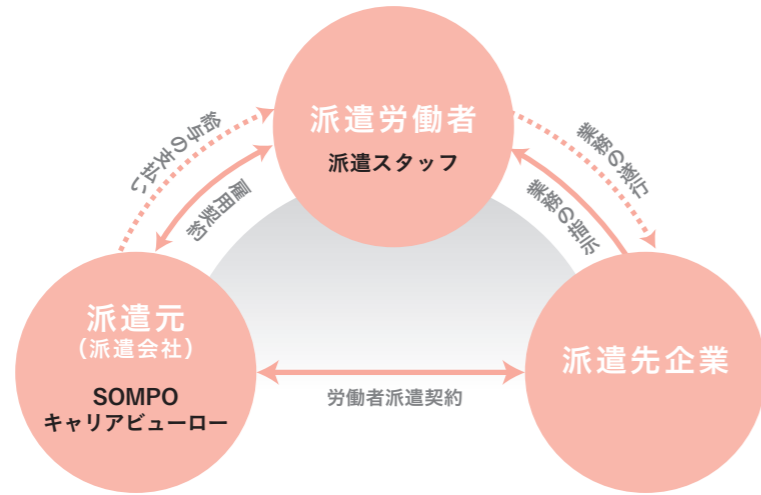 派遣労働者
派遣スタッフ
給与の支払い
雇用契約
業務の遂行
業務の指示
派遣元
（派遣会社）
SOMPO
キャリアビューロー
派遣先企業
労働者派遣契約